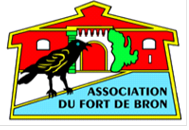 ASSOCIATION
DU FORT DE BRON